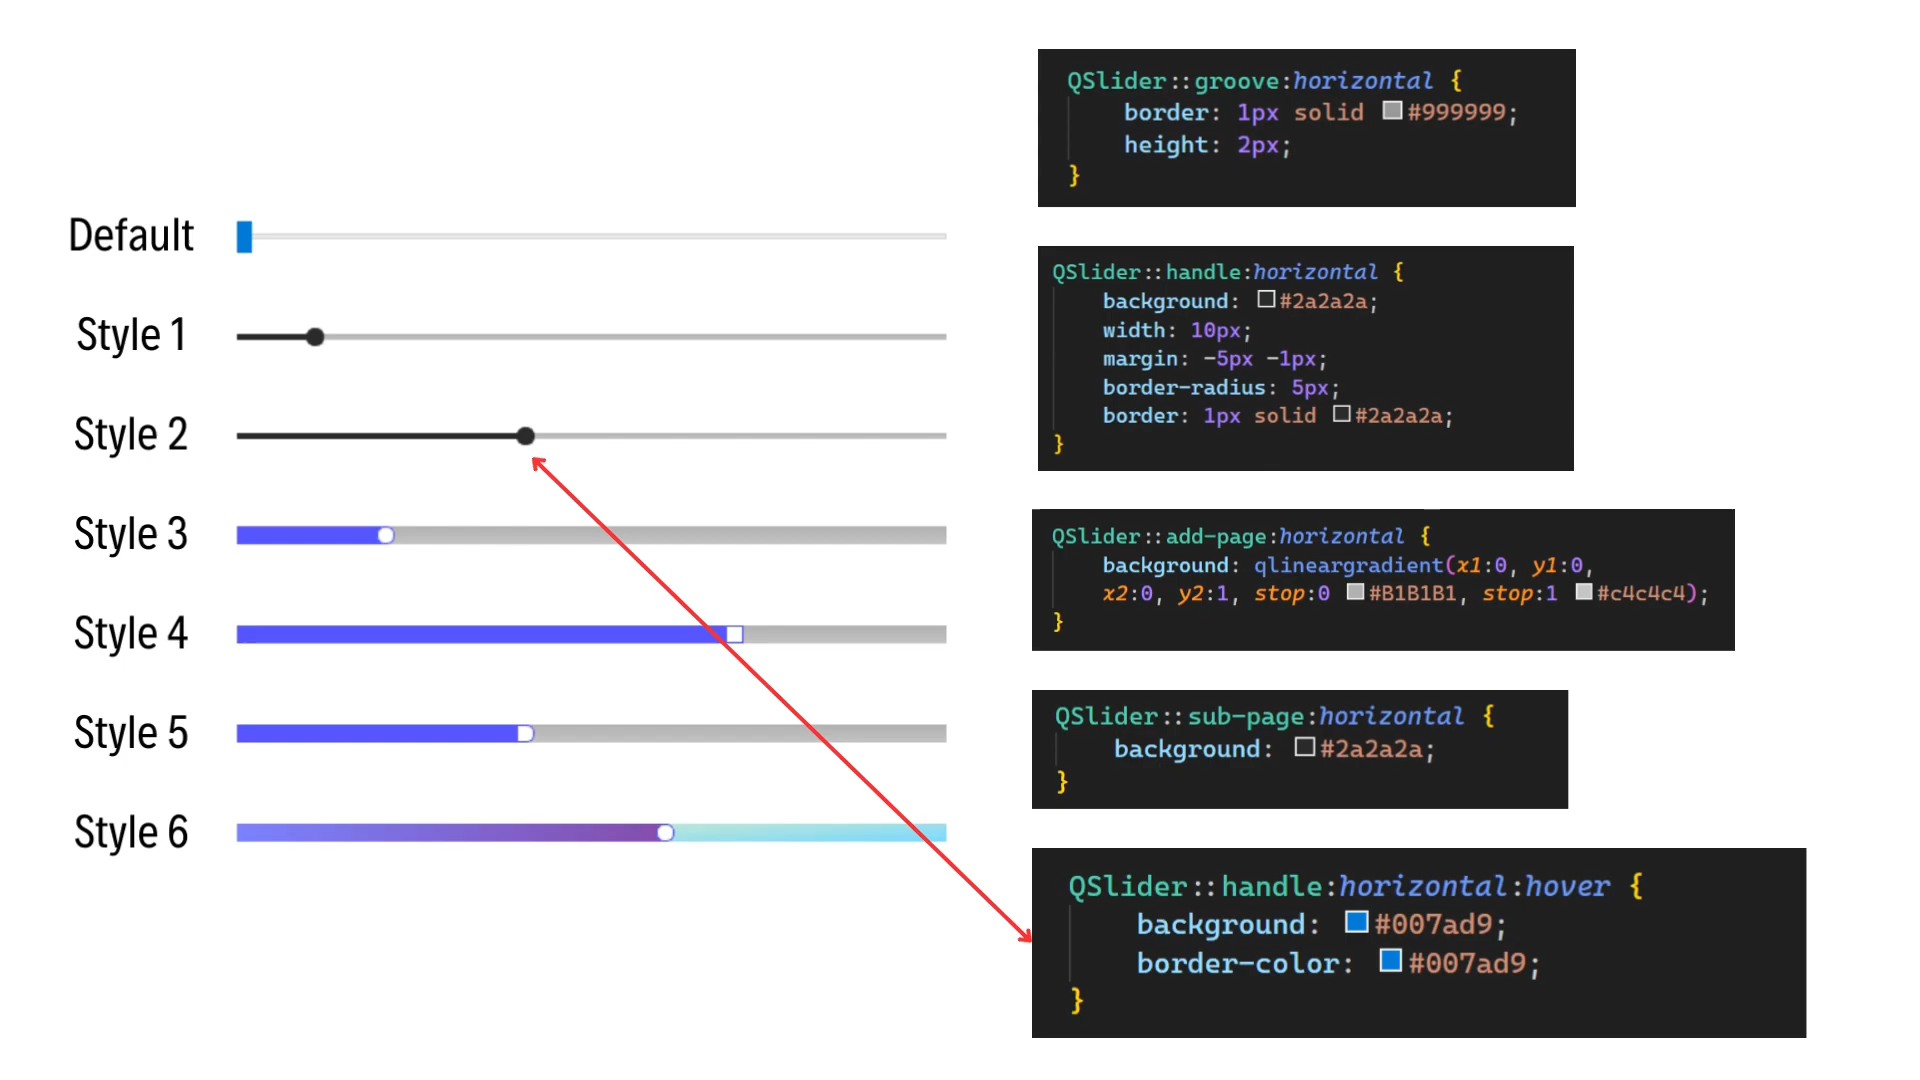 Default
Style 1
Style 2
Style 3
Style 4
Style 5
Style 6
QSlider::groove:horizontal {
border: 1px solid #999999;
height: 2px;
}
QSlider::handle:horizontal {
background: #2a2a2a;
width: 10px;
margin: -5px -1px;
border-radius: 5px;
border: 1px solid #2a2a2a;
}
QSlider::add-page:horizontal {
background: qlineargradient(x1:0, y1:0,
x2:0, y2:1, stop:0 #B1B1B1, stop:1 #c4c4c4);
}
QSlider::sub-page:horizontal {
background: #2a2a2a;
}
QSlider::handle:horizontal:hover {
background: #007ad9;
border-color: #007ad9;
}